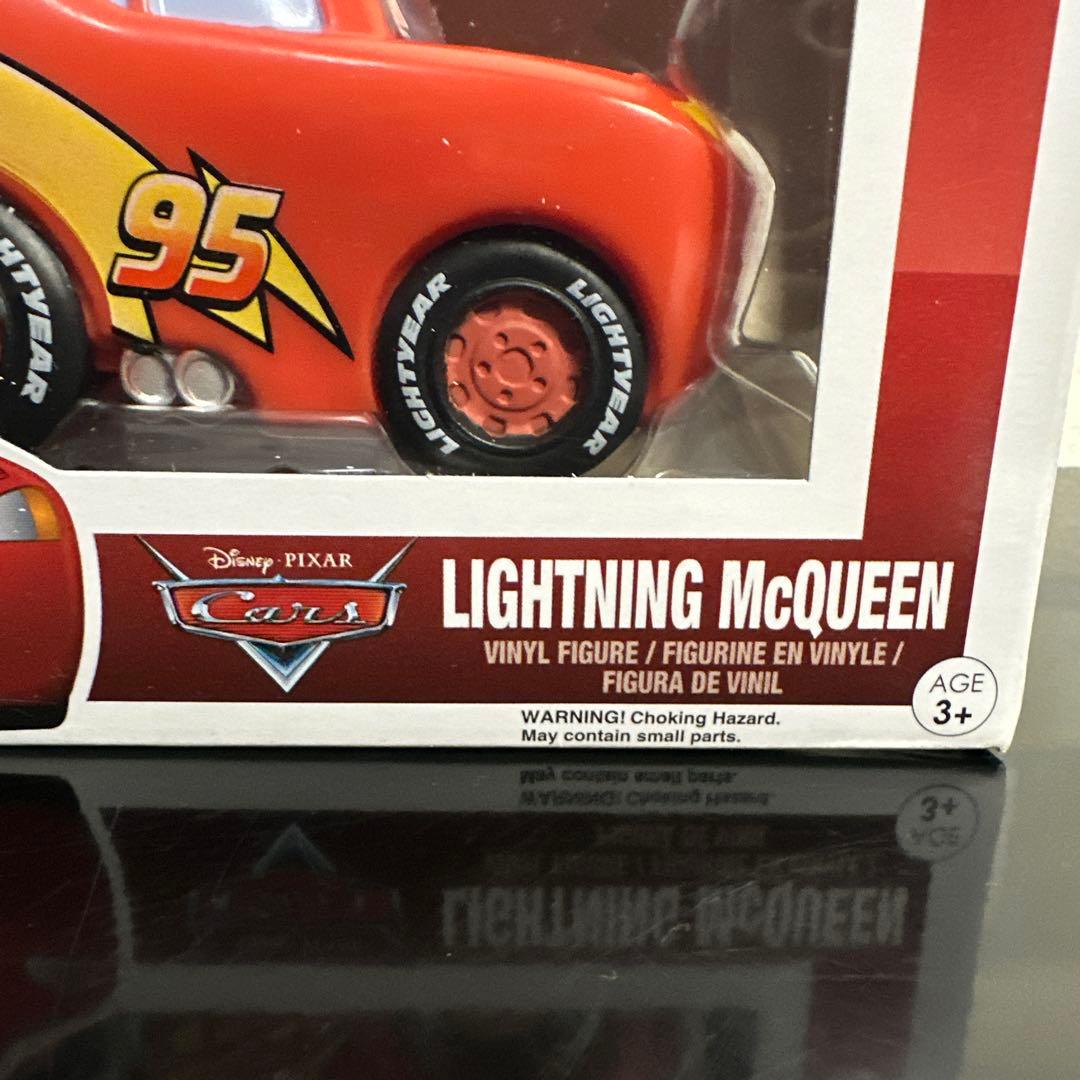 95
HTYEAR
LIGHTYEAR
LIGHTYEAR
Disney · PIXAR
Cars
LIGHTNING McQUEEN
VINYL FIGURE / FIGURINE EN VINYLE /
FIGURA DE VINIL
AGE
3+
WARNING! Choking Hazard.
May contain small parts.